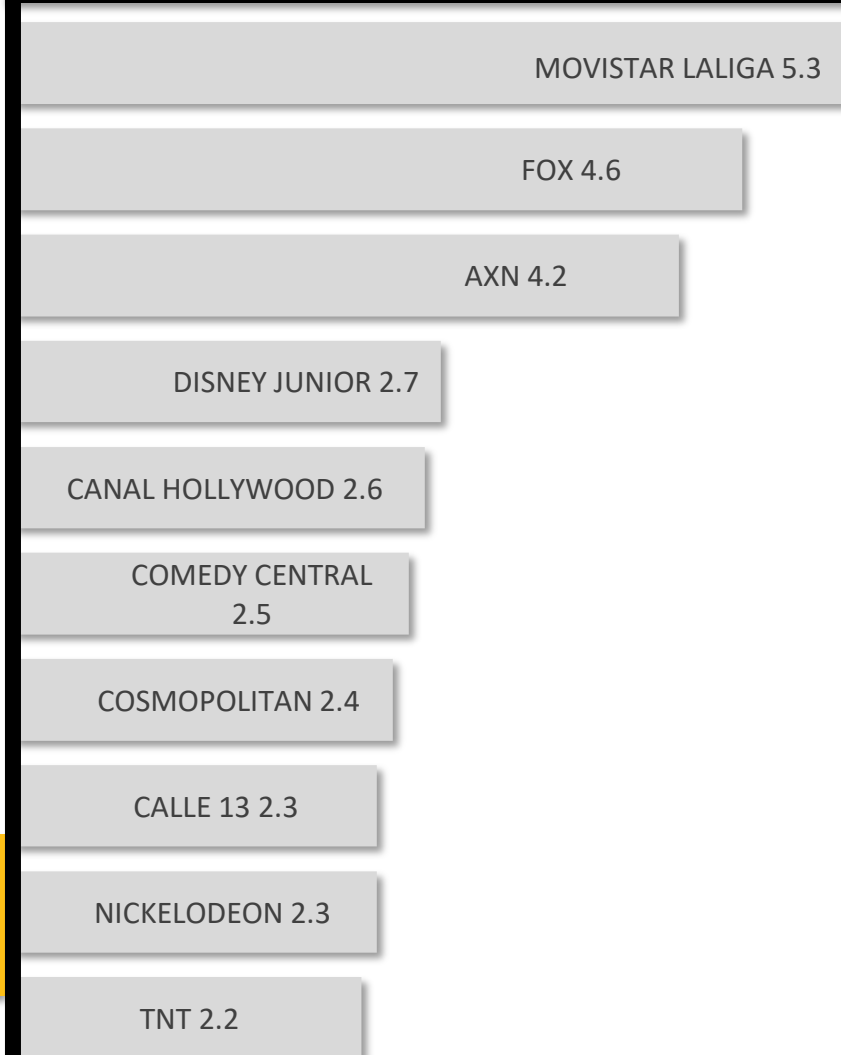 MOVISTAR LALIGA 5.3
FOX 4.6
AXN 4.2
DISNEY JUNIOR 2.7
CANAL HOLLYWOOD 2.6
COMEDY CENTRAL
2.5
COSMOPOLITAN 2.4
CALLE 13 2.3
NICKELODEON 2.3
TNT 2.2